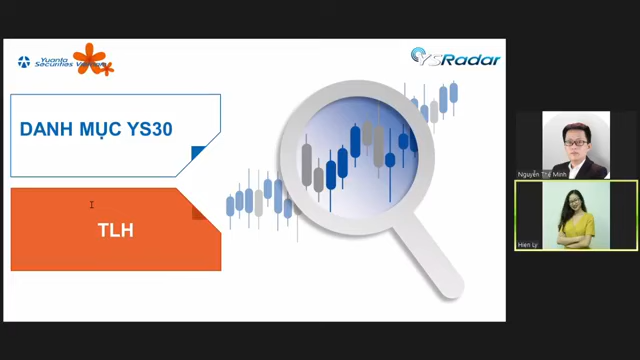 Yuanta
Securities Vietnam
YSRadar
DANH MỤC YS30
TLH
Nguyễn Thế Minh
Hien Ly